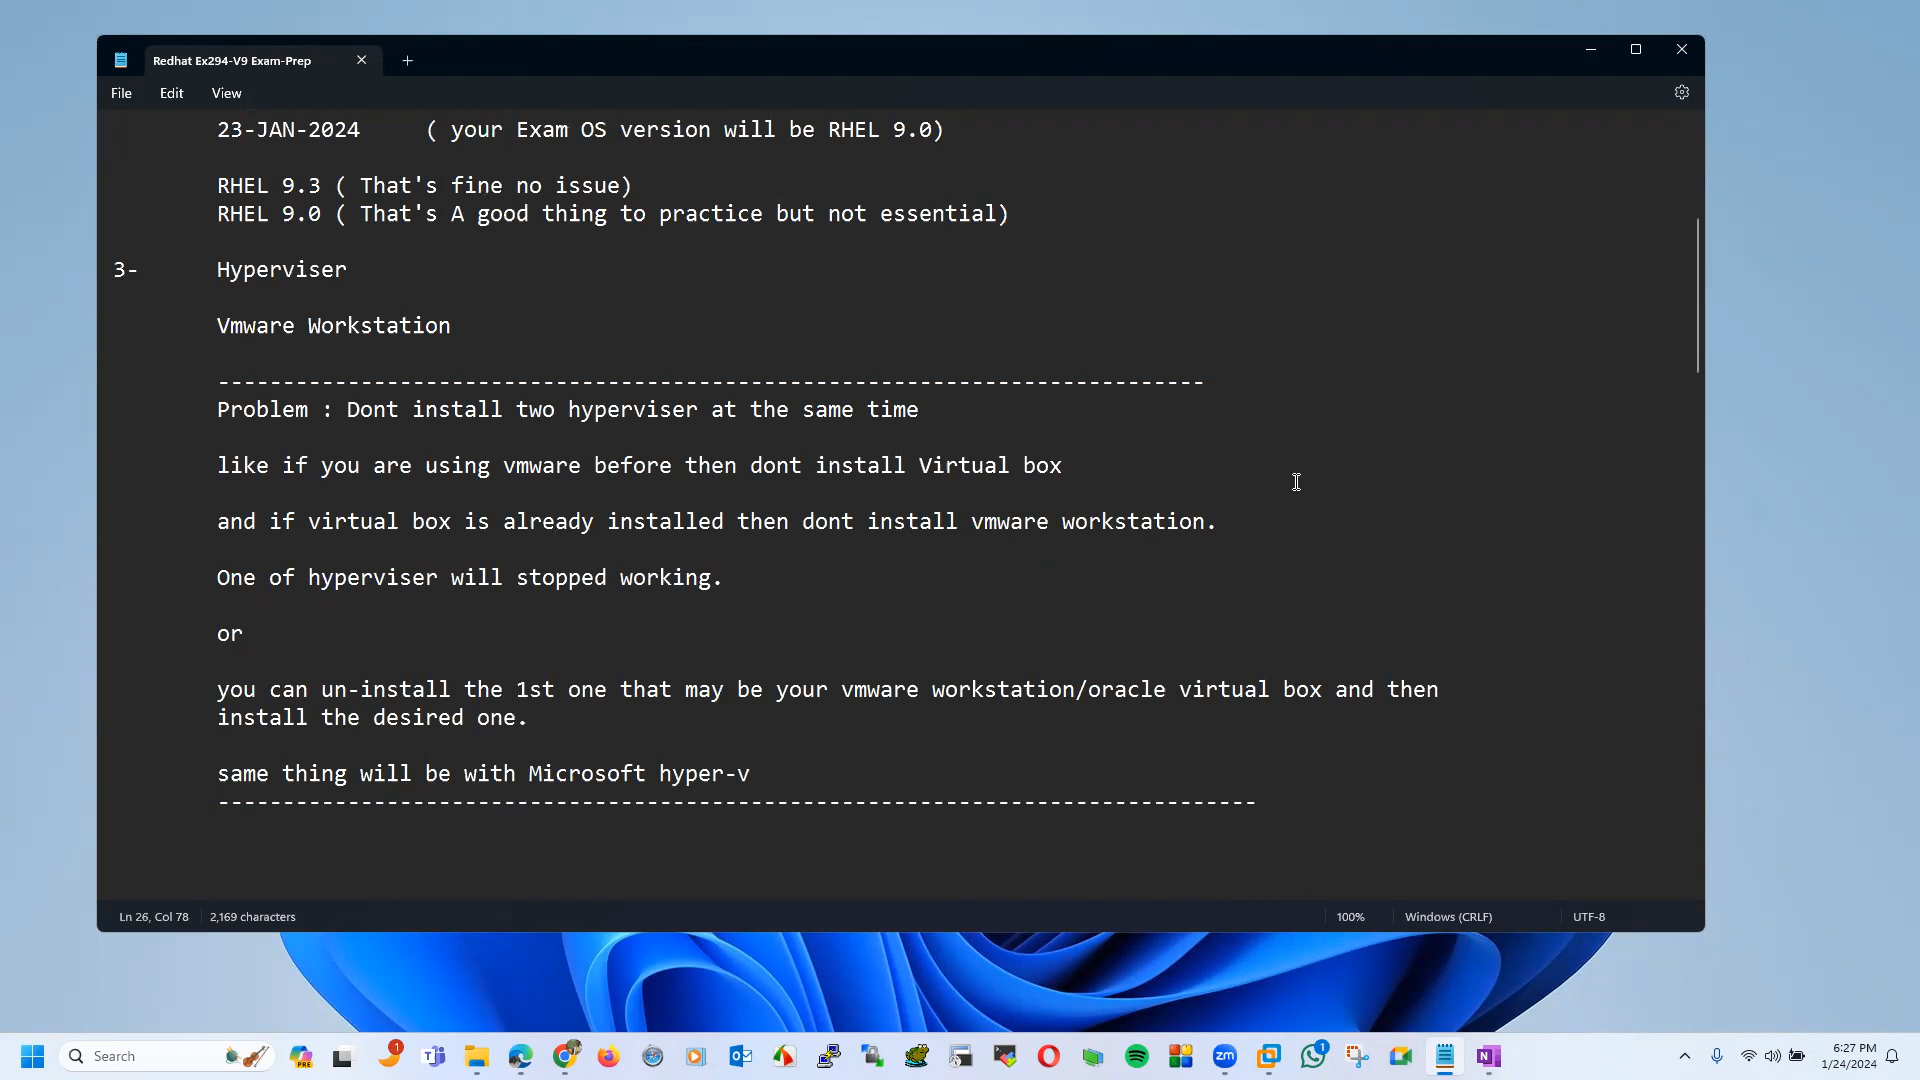 Redhat Ex294-V9 Exam-Prep
File Edit View
23-JAN-2024 ( your Exam OS version will be RHEL 9.0)
RHEL 9.3 ( That's fine no issue)
RHEL 9.0 ( That's A good thing to practice but not essential)
3- Hyperviser
Vmware Workstation
----------------------------------------------------------------------------
Problem : Dont install two hyperviser at the same time
like if you are using vmware before then dont install Virtual box
and if virtual box is already installed then dont install vmware workstation.
One of hyperviser will stopped working.
or
you can un-install the 1st one that may be your vmware workstation/oracle virtual box and then
install the desired one.
same thing will be with Microsoft hyper-v
--------------------------------------------------------------------------------
Ln 26, Col 78 2,169 characters 100% Windows (CRLF) UTF-8
Search PRE 1 zm 1 N 6:27 PM
1/24/2024